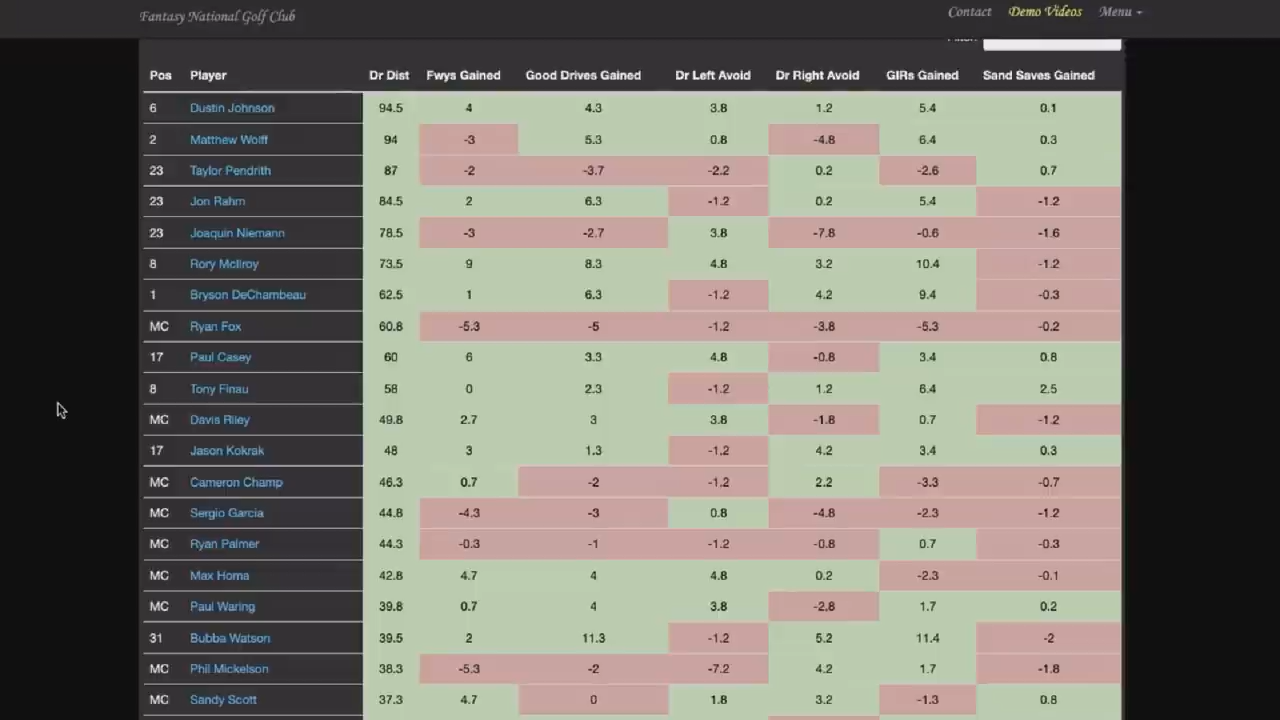 Fantasy National Golf Club Contact Demo Videos Menu
Pos Player Dr Dist Fwys Gained Good Drives Gained Dr Left Avoid Dr Right Avoid GIRs Gained Sand Saves Gained
6 Dustin Johnson 94.5 4 4.3 3.8 1.2 5.4 0.1
2 Matthew Wolff 94 -3 5.3 0.8 -4.8 6.4 0.3
23 Taylor Pendrith 87 -2 -3.7 -2.2 0.2 -2.6 0.7
23 Jon Rahm 84.5 2 6.3 -1.2 0.2 5.4 -1.2
23 Joaquin Niemann 78.5 -3 -2.7 3.8 -7.8 -0.6 -1.6
8 Rory McIlroy 73.5 9 8.3 4.8 3.2 10.4 -1.2
1 Bryson DeChambeau 62.5 1 6.3 -1.2 4.2 9.4 -0.3
MC Ryan Fox 60.8 -5.3 -5 -1.2 -3.8 -5.3 -0.2
17 Paul Casey 60 6 3.3 4.8 -0.8 3.4 0.8
8 Tony Finau 58 0 2.3 -1.2 1.2 6.4 2.5
MC Davis Riley 49.8 2.7 3 3.8 -1.8 0.7 -1.2
17 Jason Kokrak 48 3 1.3 -1.2 4.2 3.4 0.3
MC Cameron Champ 46.3 0.7 -2 -1.2 2.2 -3.3 -0.7
MC Sergio Garcia 44.8 -4.3 -3 0.8 -4.8 -2.3 -1.2
MC Ryan Palmer 44.3 -0.3 -1 -1.2 -0.8 0.7 -0.3
MC Max Homa 42.8 4.7 4 4.8 0.2 -2.3 -0.1
MC Paul Waring 39.8 0.7 4 3.8 -2.8 1.7 0.2
31 Bubba Watson 39.5 2 11.3 -1.2 5.2 11.4 -2
MC Phil Mickelson 38.3 -5.3 -2 -7.2 4.2 1.7 -1.8
MC Sandy Scott 37.3 4.7 0 1.8 3.2 -1.3 0.8